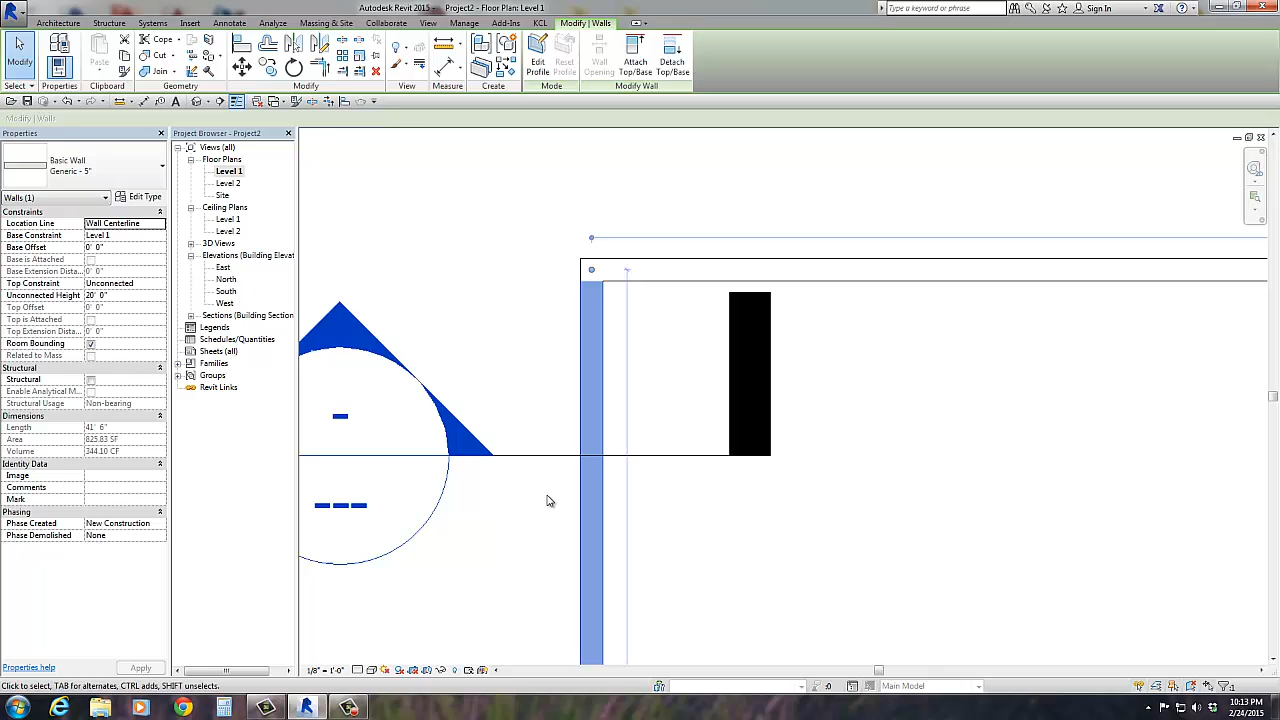 Autodesk Revit 2015 - Project2 - Floor Plan: Level 1
Type a keyword or phrase
Sign In
Architecture Structure Systems Insert Annotate Analyze Massing & Site Collaborate View Manage Add-Ins KCL Modify | Walls
Modify
Properties
Paste
Cope
Cut
Join
Edit Profile
Reset Profile
Wall Opening
Attach Top/Base
Detach Top/Base
Select Properties Clipboard Geometry Modify View Measure Create Mode Modify Wall
Modify | Walls
Properties
Basic Wall
Generic - 5"
Walls (1)
Edit Type
Constraints
Location Line Wall Centerline
Base Constraint Level 1
Base Offset 0' 0"
Base is Attached
Base Extension Dista...
Top Constraint Unconnected
Unconnected Height 20' 0"
Top Offset 0' 0"
Top is Attached
Top Extension Dista... 0' 0"
Room Bounding
Related to Mass
Structural
Structural
Enable Analytical M...
Structural Usage Non-bearing
Dimensions
Length 41' 6"
Area 825.83 SF
Volume 344.10 CF
Identity Data
Image
Comments
Mark
Phasing
Phase Created New Construction
Phase Demolished None
Properties help
Apply
Project Browser - Project2
Views (all)
Floor Plans
Level 1
Level 2
Site
Ceiling Plans
Level 1
Level 2
3D Views
Elevations (Building Elevat
East
North
South
West
Sections (Building Section
Legends
Schedules/Quantities
Sheets (all)
Families
Groups
Revit Links
1/8" = 1'-0"
Click to select, TAB for alternates, CTRL adds, SHIFT unselects.
:0
Main Model
:1
10:13 PM
2/24/2015